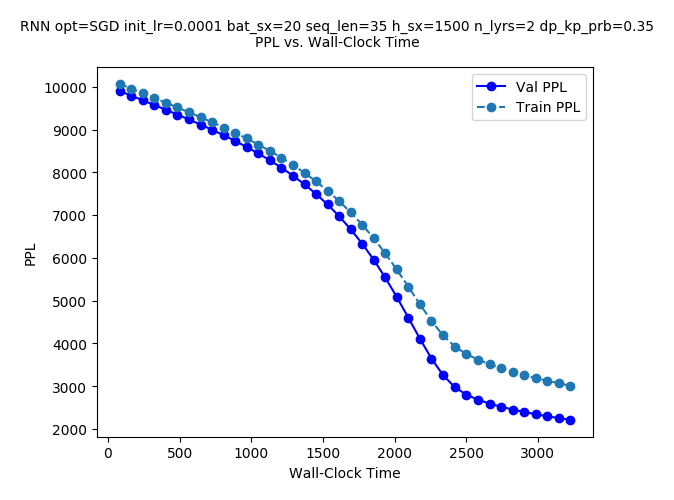 RNN opt=SGD init_lr=0.0001 bat_sx=20 seq_len=35 h_sx=1500 n_lyrs=2 dp_kp_prb=0.35
PPL vs. Wall-Clock Time
Val PPL
Train PPL
10000
9000
8000
7000
6000
5000
4000
3000
2000
PPL
0 500 1000 1500 2000 2500 3000
Wall-Clock Time